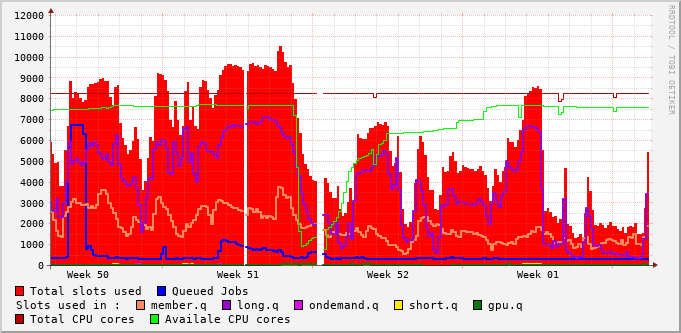 12000
11000
10000
9000
8000
7000
6000
5000
4000
3000
2000
1000
0
Week 50 Week 51 Week 52 Week 01
Total slots used Queued Jobs
Slots used in : member.q long.q ondemand.q short.q gpu.q
Total CPU cores Availale CPU cores
RRDTOOL / TOBI OETIKER